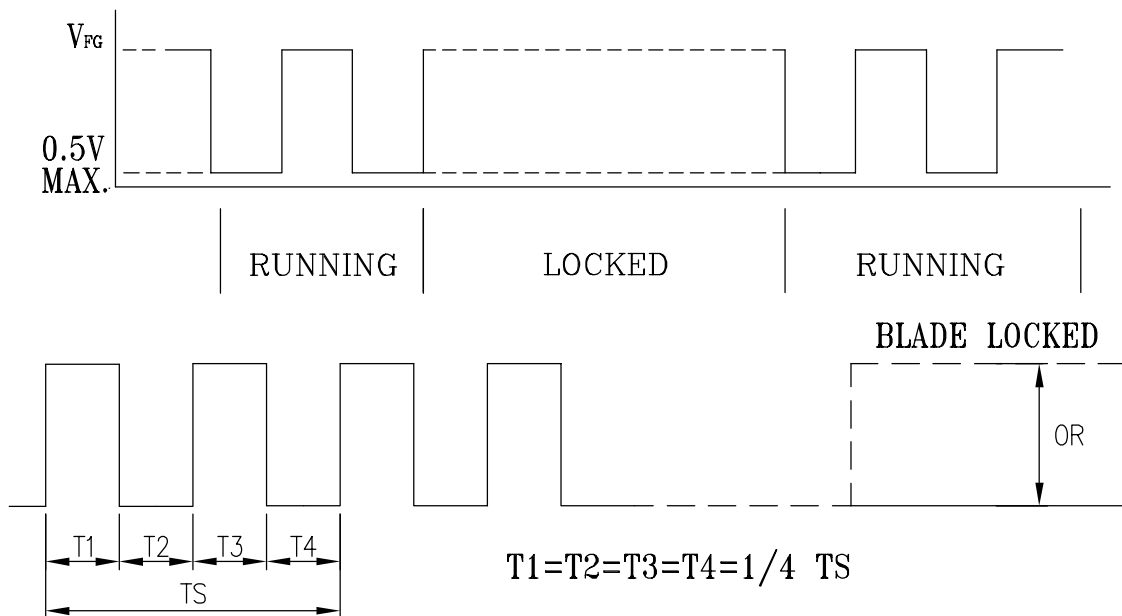 VFG
0.5V
MAX.
RUNNING LOCKED RUNNING
BLADE LOCKED
OR
T1 T2 T3 T4
TS
T1=T2=T3=T4=1/4 TS